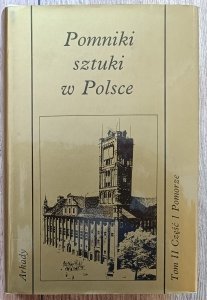 Pomniki
sztuki
w Polsce
Arkady
Tom II Część 1 Pomorze